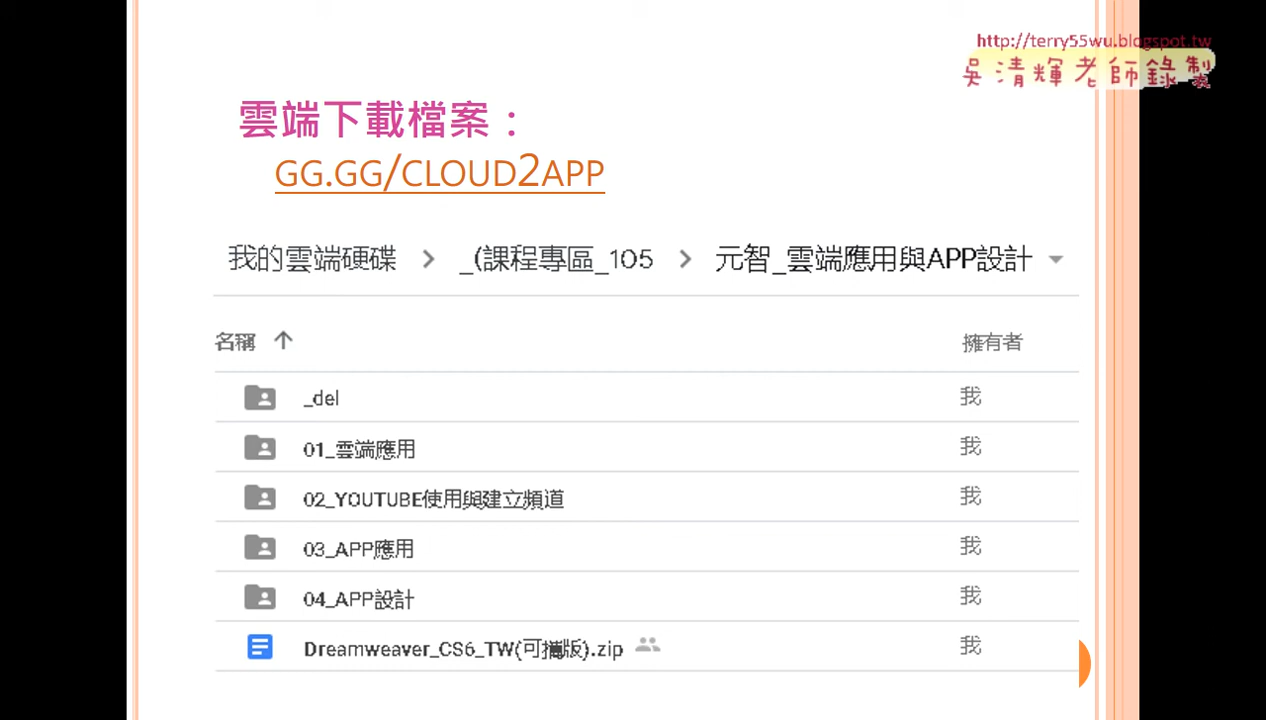 http://terry55wu.blogspot.tw
吳清輝老師錄製
雲端下載檔案：
GG.GG/CLOUD2APP
我的雲端硬碟 > _(課程專區_105 > 元智_雲端應用與APP設計
名稱 ↑ 擁有者
_del 我
01_雲端應用 我
02_YOUTUBE使用與建立頻道 我
03_APP應用 我
04_APP設計 我
Dreamweaver_CS6_TW(可攜版).zip 我